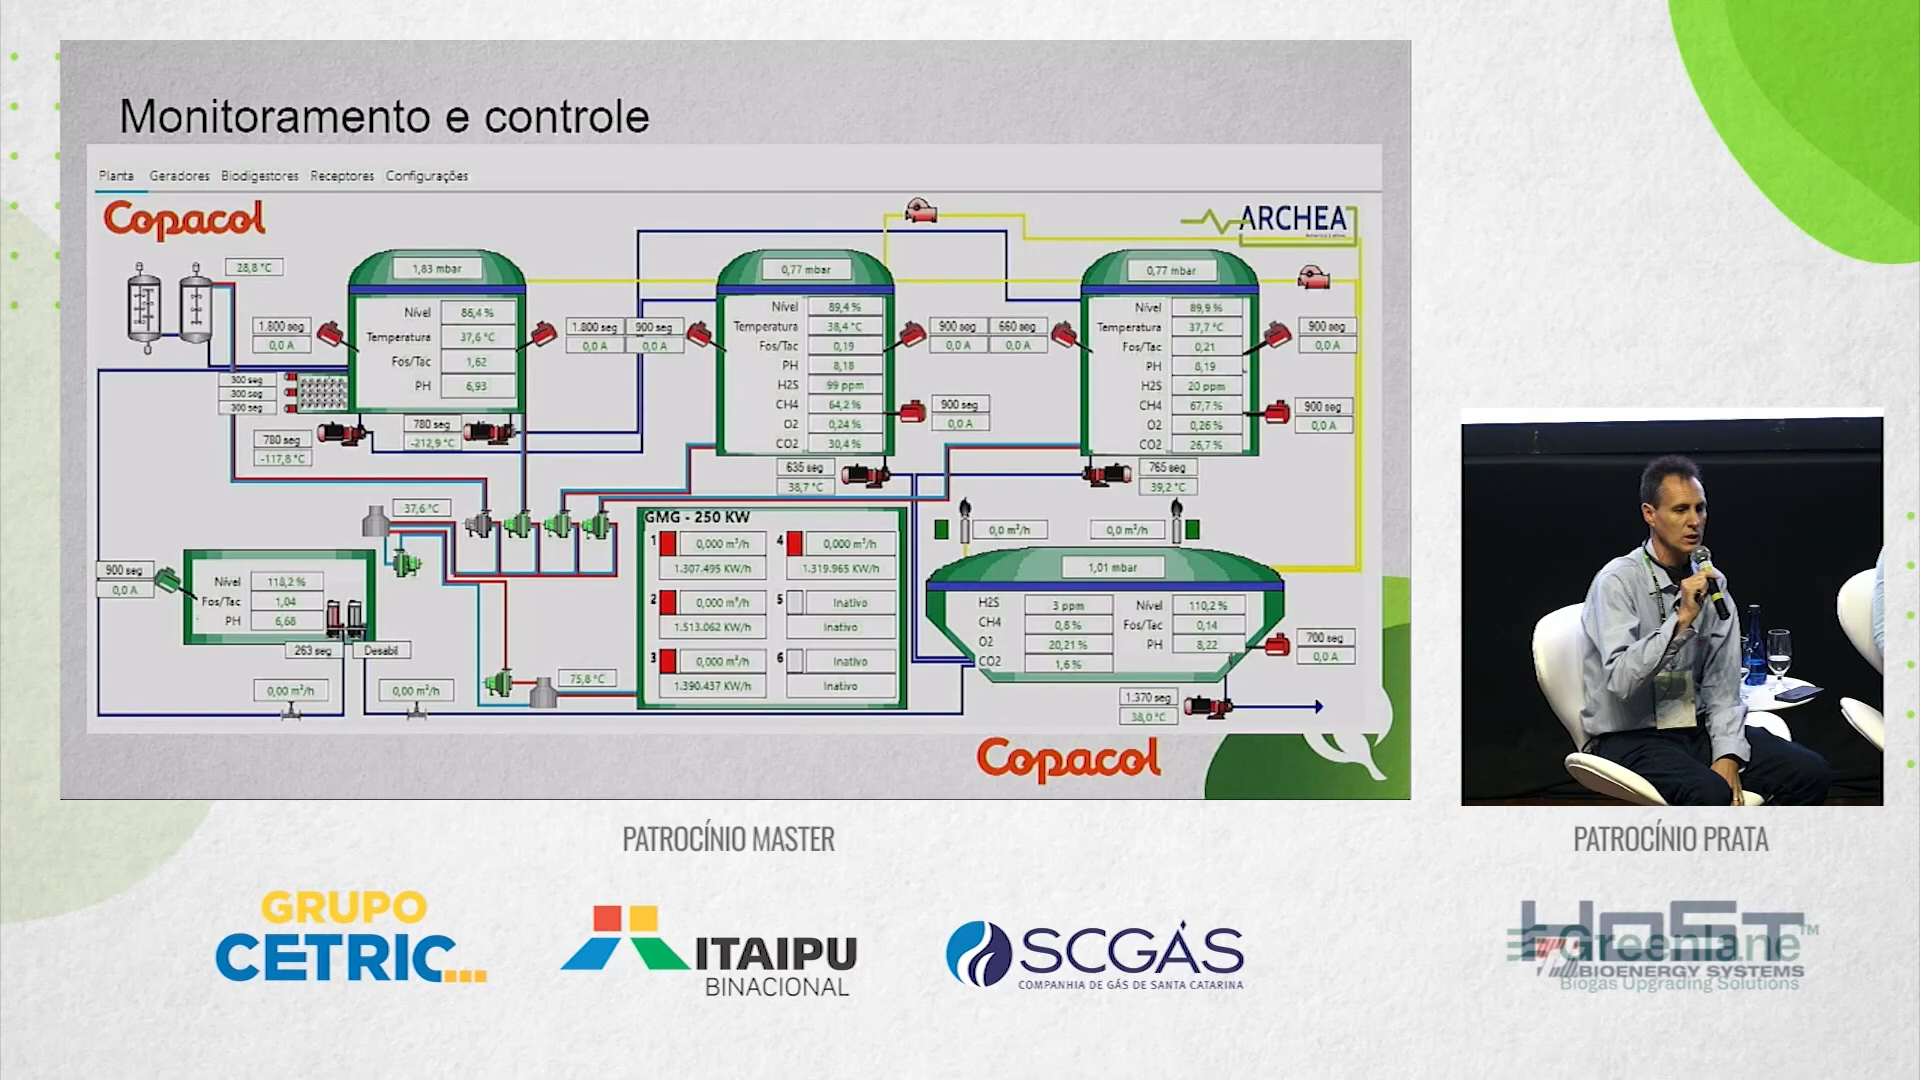 Monitoramento e controle
Planta Geradores Biodigestores Receptores Configurações
Copacol
ARCHEA
28,8 °C
1,83 mbar
0,77 mbar
0,77 mbar
Nível 86,4 %
Temperatura 37,6 °C
Fos/Tac 1,62
PH 6,93
Nível 89,4 %
Temperatura 38,4 °C
Fos/Tac 0,19
PH 8,18
H2S 99 ppm
CH4 64,2 %
O2 0,24 %
CO2 30,4 %
Nível 89,9 %
Temperatura 37,7 °C
Fos/Tac 0,21
PH 8,19
H2S 20 ppm
CH4 67,7 %
O2 0,26 %
CO2 26,7 %
1.800 seg
0,0 A
1.800 seg 900 seg
0,0 A 0,0 A
900 seg 660 seg
0,0 A 0,0 A
900 seg
0,0 A
300 seg
300 seg
300 seg
900 seg
0,0 A
900 seg
0,0 A
780 seg
-117,8 °C
780 seg
-212,9 °C
635 seg
38,7 °C
765 seg
39,2 °C
37,6 °C
GMG - 250 KW
1 0,000 m³/h
1.307.495 KW/h
2 0,000 m³/h
1.513.062 KW/h
3 0,000 m³/h
1.390.437 KW/h
4 0,000 m³/h
1.319.965 KW/h
5 Inativo
Inativo
6 Inativo
Inativo
0,0 m³/h
0,0 m³/h
1,01 mbar
H2S 3 ppm
CH4 0,8 %
O2 20,21 %
CO2 1,6 %
Nível 110,2 %
Fos/Tac 0,14
PH 8,22
700 seg
0,0 A
900 seg
0,0 A
Nível 118,2 %
Fos/Tac 1,04
PH 6,68
263 seg
Desabil
0,00 m³/h
0,00 m³/h
75,8 °C
1.370 seg
38,0 °C
Copacol
PATROCÍNIO MASTER
PATROCÍNIO PRATA
GRUPO
CETRIC...
ITAIPU
BINACIONAL
SCGÁS
COMPANHIA DE GÁS DE SANTA CATARINA
HoSt
BIOENERGY SYSTEMS
Greenlane™
Biogas Upgrading Solutions